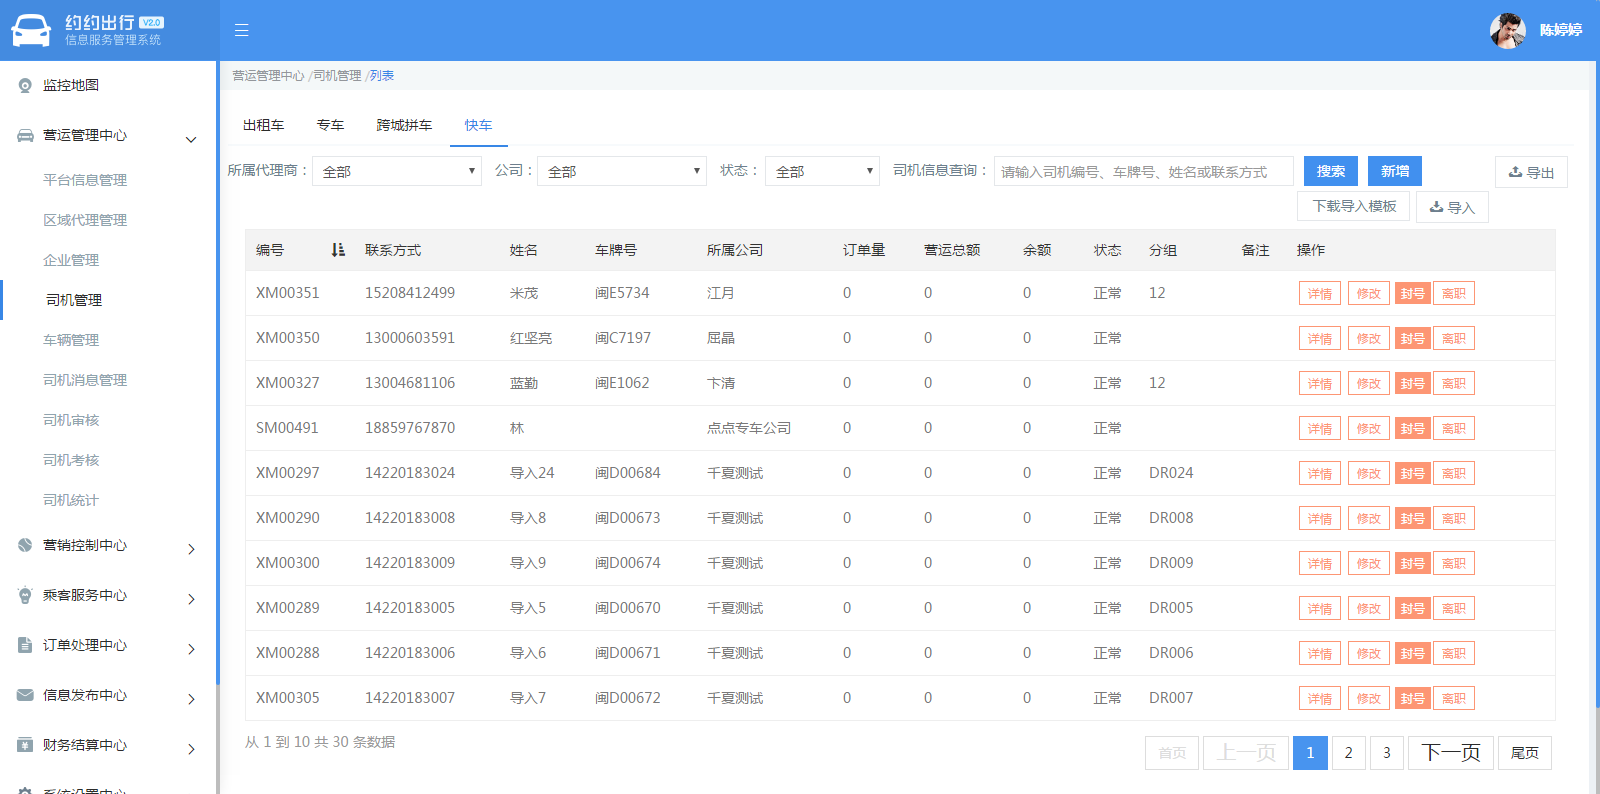 约约出行 V2.0
信息服务管理系统
陈婷婷
监控地图
营运管理中心
平台信息管理
区域代理管理
企业管理
司机管理
车辆管理
司机消息管理
司机审核
司机考核
司机统计
营销控制中心
乘客服务中心
订单处理中心
信息发布中心
财务结算中心
系统设置中心
营运管理中心 /司机管理 /列表
出租车 专车 跨城拼车 快车
所属代理商： 全部 公司： 全部 状态： 全部 司机信息查询： 请输入司机编号、车牌号、姓名或联系方式 搜索 新增 导出
下载导入模板 导入
编号 联系方式 姓名 车牌号 所属公司 订单量 营运总额 余额 状态 分组 备注 操作
XM00351 15208412499 米茂 闽E5734 江月 0 0 0 正常 12 详情 修改 封号 离职
XM00350 13000603591 红坚亮 闽C7197 屈晶 0 0 0 正常 详情 修改 封号 离职
XM00327 13004681106 蓝勤 闽E1062 卞清 0 0 0 正常 12 详情 修改 封号 离职
SM00491 18859767870 林 点点专车公司 0 0 0 正常 详情 修改 封号 离职
XM00297 14220183024 导入24 闽D00684 千夏测试 0 0 0 正常 DR024 详情 修改 封号 离职
XM00290 14220183008 导入8 闽D00673 千夏测试 0 0 0 正常 DR008 详情 修改 封号 离职
XM00300 14220183009 导入9 闽D00674 千夏测试 0 0 0 正常 DR009 详情 修改 封号 离职
XM00289 14220183005 导入5 闽D00670 千夏测试 0 0 0 正常 DR005 详情 修改 封号 离职
XM00288 14220183006 导入6 闽D00671 千夏测试 0 0 0 正常 DR006 详情 修改 封号 离职
XM00305 14220183007 导入7 闽D00672 千夏测试 0 0 0 正常 DR007 详情 修改 封号 离职
从 1 到 10 共 30 条数据
首页 上一页 1 2 3 下一页 尾页